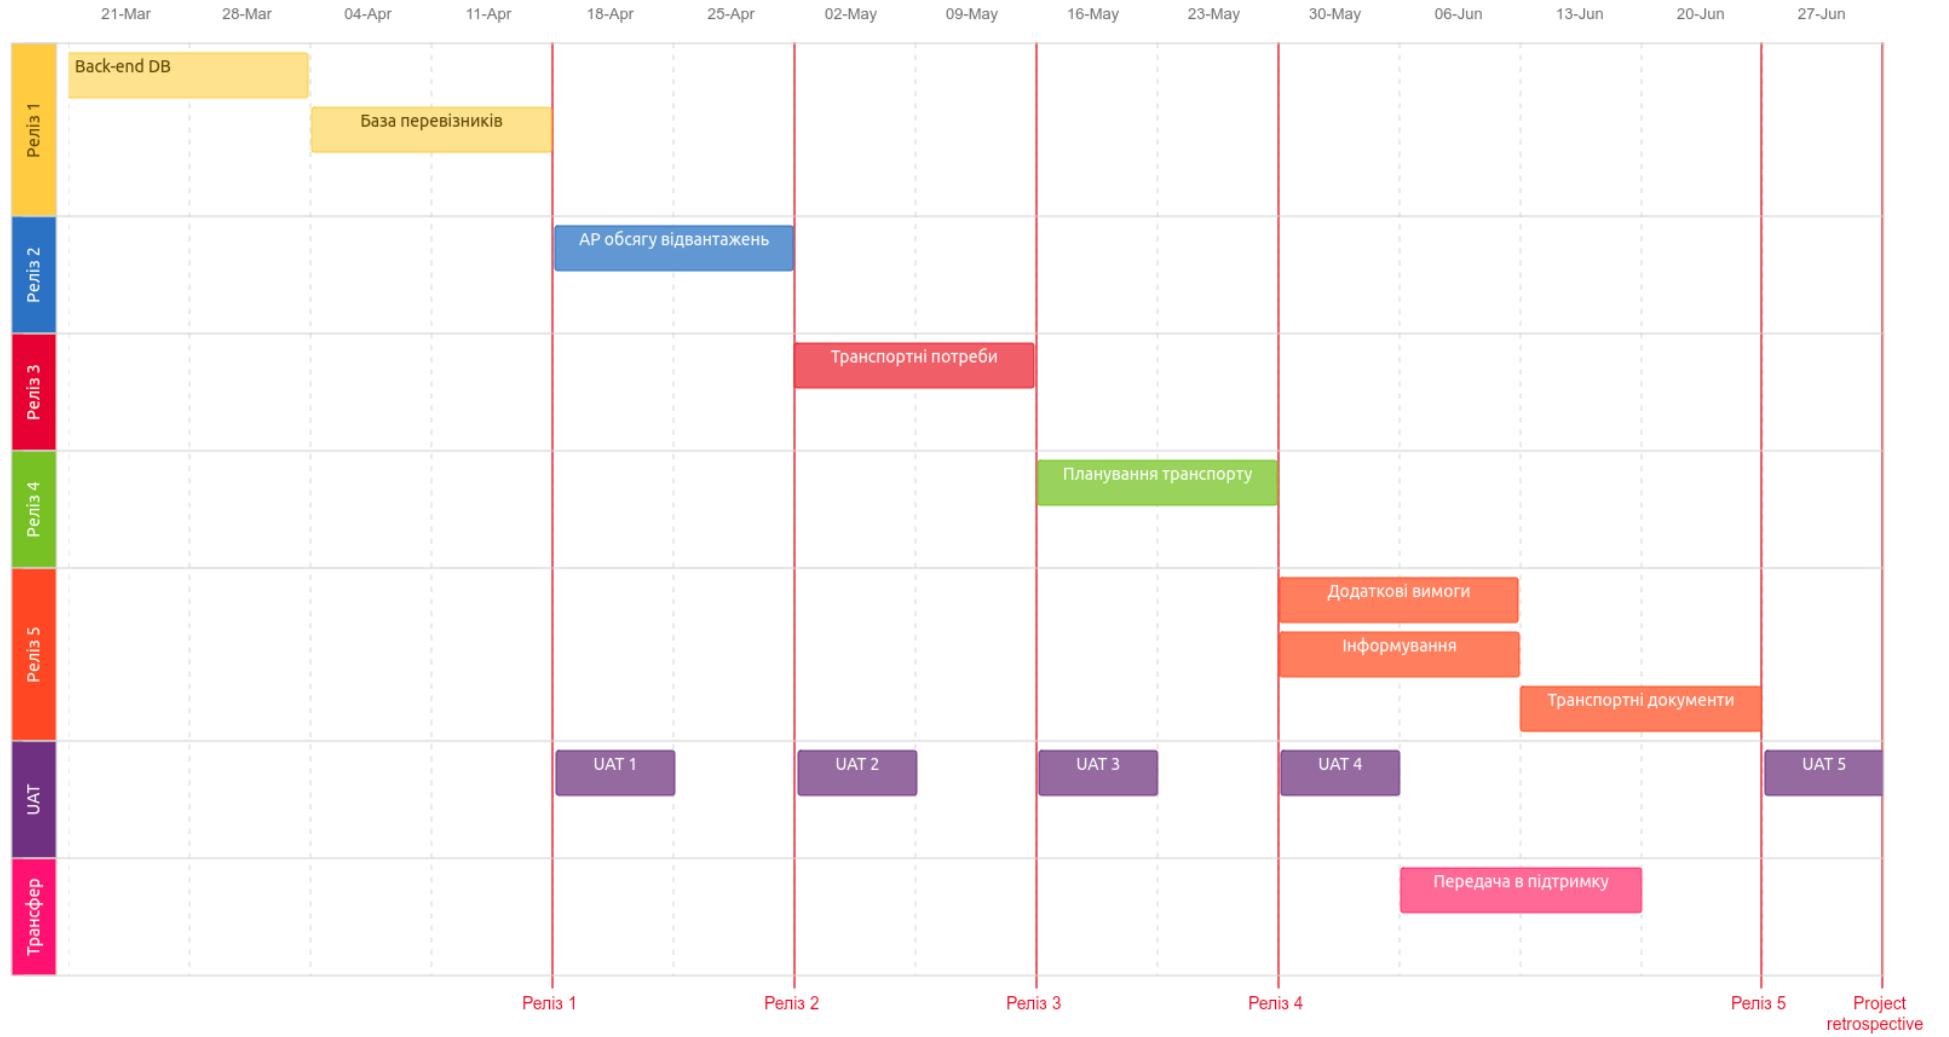 21-Mar 28-Mar 04-Apr 11-Apr 18-Apr 25-Apr 02-May 09-May 16-May 23-May 30-May 06-Jun 13-Jun 20-Jun 27-Jun
Реліз 1
Back-end DB
База перевізників
Реліз 2
АР обсягу відвантажень
Реліз 3
Транспортні потреби
Реліз 4
Планування транспорту
Реліз 5
Додаткові вимоги
Інформування
Транспортні документи
UAT
UAT 1 UAT 2 UAT 3 UAT 4 UAT 5
Трансфер
Передача в підтримку
Реліз 1 Реліз 2 Реліз 3 Реліз 4 Реліз 5 Project
retrospective